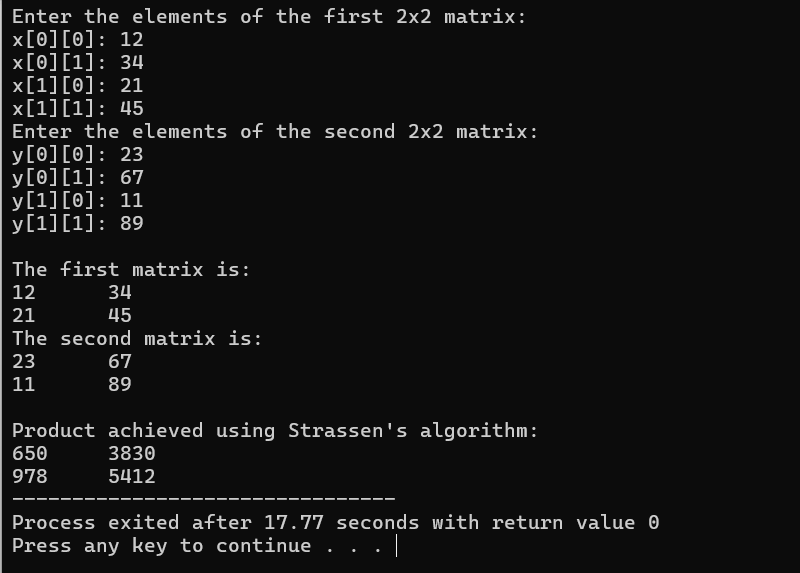 Enter the elements of the first 2x2 matrix:
x[0][0]: 12
x[0][1]: 34
x[1][0]: 21
x[1][1]: 45
Enter the elements of the second 2x2 matrix:
y[0][0]: 23
y[0][1]: 67
y[1][0]: 11
y[1][1]: 89

The first matrix is:
12      34
21      45
The second matrix is:
23      67
11      89

Product achieved using Strassen's algorithm:
650     3830
978     5412
--------------------------------
Process exited after 17.77 seconds with return value 0
Press any key to continue . . .